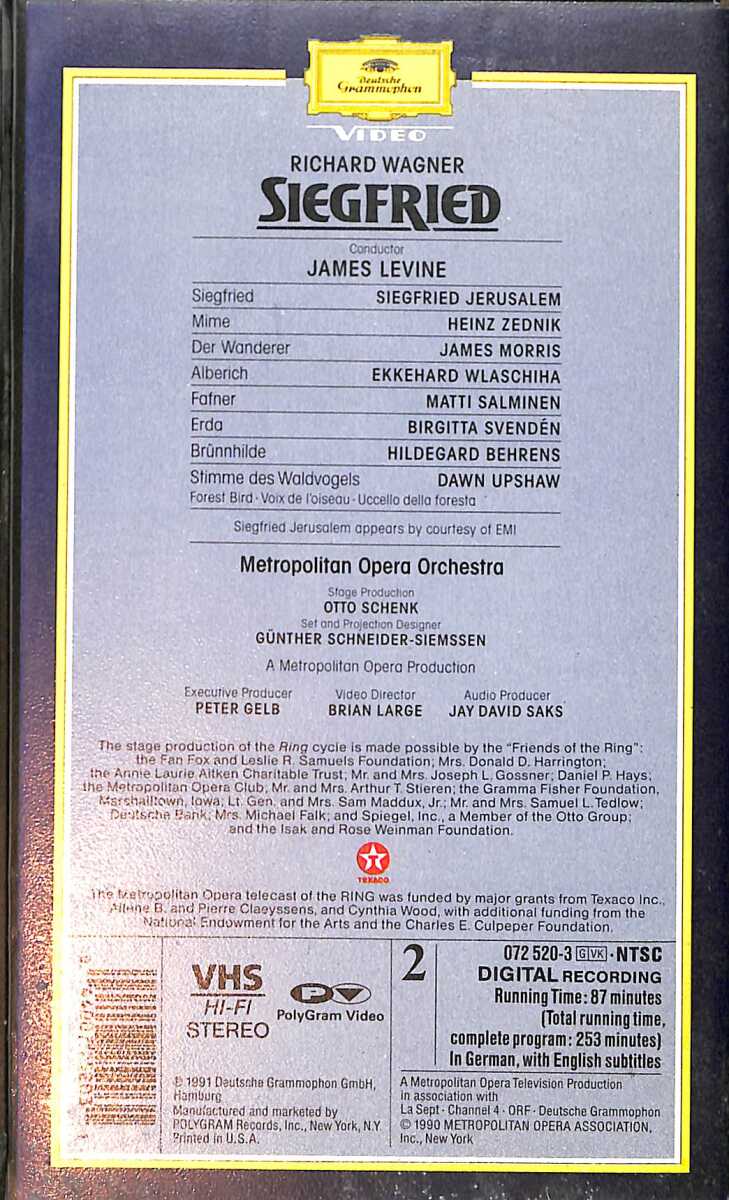 Deutsche
Grammophon
VIDEO
RICHARD WAGNER
SIEGFRIED
Conductor
JAMES LEVINE
Siegfried SIEGFRIED JERUSALEM
Mime HEINZ ZEDNIK
Der Wanderer JAMES MORRIS
Alberich EKKEHARD WLASCHIHA
Fafner MATTI SALMINEN
Erda BIRGITTA SVENDÉN
Brünnhilde HILDEGARD BEHRENS
Stimme des Waldvogels DAWN UPSHAW
Forest Bird · Voix de l'oiseau · Uccello della foresta
Siegfried Jerusalem appears by courtesy of EMI
Metropolitan Opera Orchestra
Stage Production
OTTO SCHENK
Set and Projection Designer
GÜNTHER SCHNEIDER-SIEMSSEN
A Metropolitan Opera Production
Executive Producer Video Director Audio Producer
PETER GELB BRIAN LARGE JAY DAVID SAKS
The stage production of the Ring cycle is made possible by the "Friends of the Ring":
the Fan Fox and Leslie R. Samuels Foundation; Mrs. Donald D. Harrington;
the Annie Laurie Aitken Charitable Trust; Mr. and Mrs. Joseph L. Gossner; Daniel P. Hays;
the Metropolitan Opera Club; Mr. and Mrs. Arthur T. Stieren; the Gramma Fisher Foundation,
Marshalltown, Iowa; Lt. Gen. and Mrs. Sam Maddux, Jr.; Mr. and Mrs. Samuel L. Tedlow;
Deutsche Bank; Mrs. Michael Falk; and Spiegel, Inc., a Member of the Otto Group;
and the Isak and Rose Weinman Foundation.
TEXACO
The Metropolitan Opera telecast of the RING was funded by major grants from Texaco Inc.,
Ailene B. and Pierre Claeyssens, and Cynthia Wood, with additional funding from the
National Endowment for the Arts and the Charles E. Culpeper Foundation.
VHS
HI-FI
STEREO
PolyGram Video
℗ 1991 Deutsche Grammophon GmbH,
Hamburg
Manufactured and marketed by
POLYGRAM Records, Inc., New York, N.Y.
Printed in U.S.A.
2
072 520-3 GVK · NTSC
DIGITAL RECORDING
Running Time: 87 minutes
(Total running time,
complete program: 253 minutes)
In German, with English subtitles
A Metropolitan Opera Television Production
in association with
La Sept · Channel 4 · ORF · Deutsche Grammophon
© 1990 METROPOLITAN OPERA ASSOCIATION,
Inc., New York